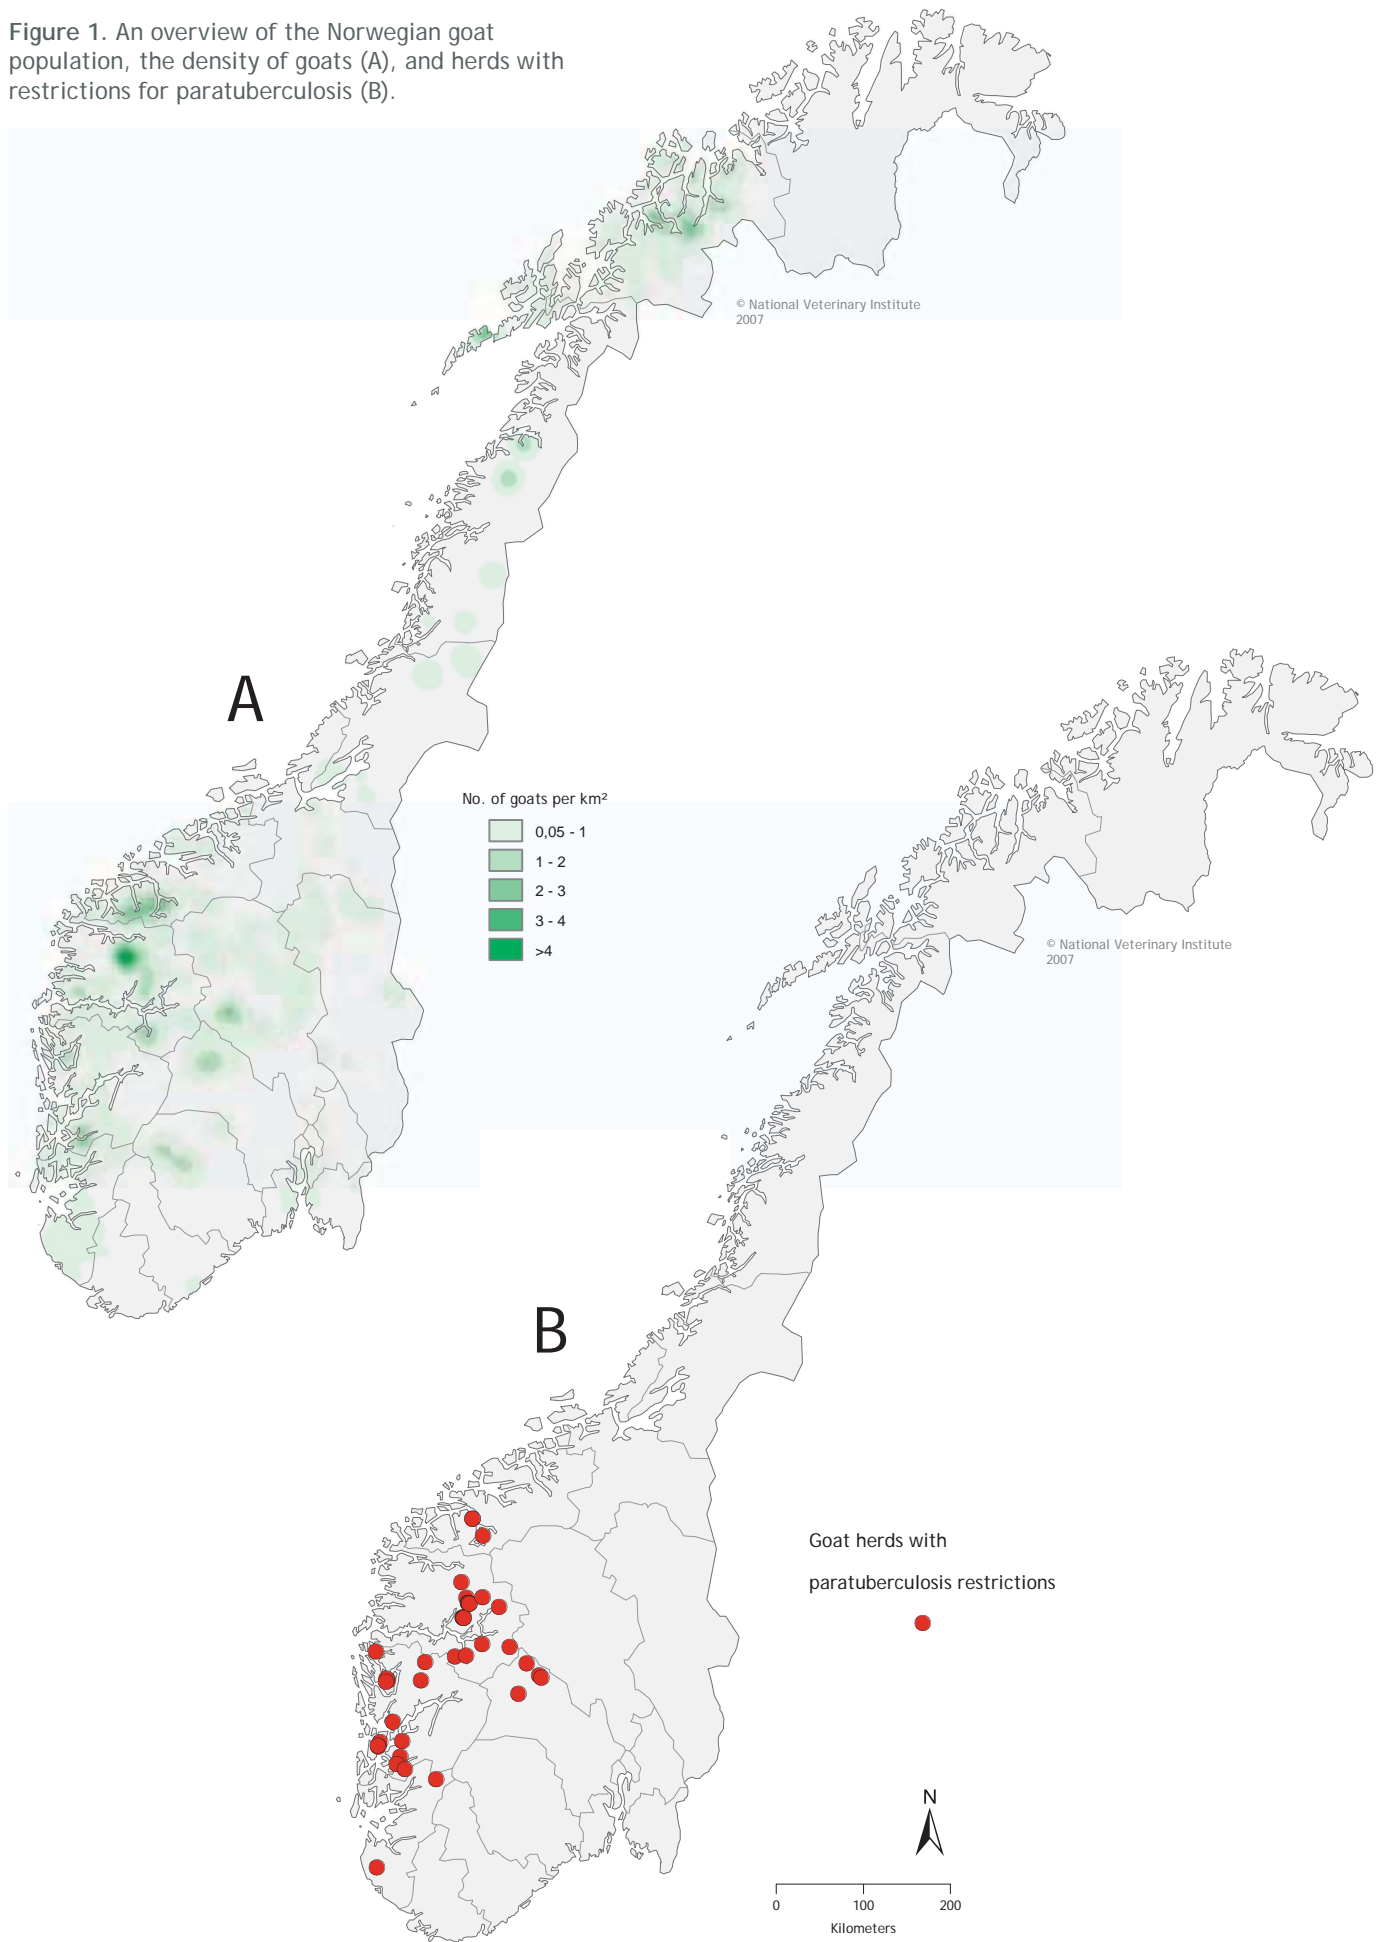 Figure 1. An overview of the Norwegian goat
population, the density of goats (A), and herds with
restrictions for paratuberculosis (B).
© National Veterinary Institute
2007
A
No. of goats per km²
0,05 - 1
1 - 2
2 - 3
3 - 4
>4
© National Veterinary Institute
2007
B
Goat herds with
paratuberculosis restrictions
N
0 100 200
Kilometers